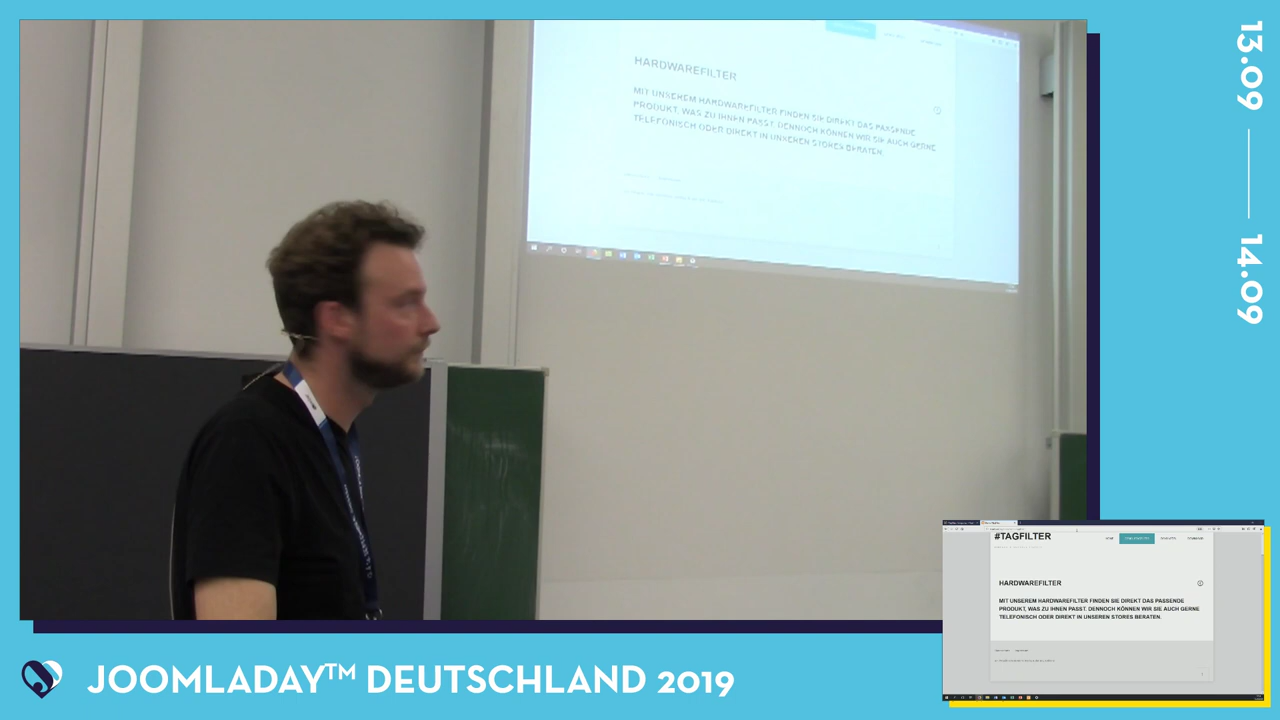 HARDWAREFILTER
MIT UNSEREM HARDWAREFILTER FINDEN SIE DIREKT DAS PASSENDE
PRODUKT, WAS ZU IHNEN PASST. DENNOCH KÖNNEN WIR SIE AUCH GERNE
TELEFONISCH ODER DIREKT IN UNSEREN STORES BERATEN.
13.09
14.09
#TAGFILTER
HOME
HARDWAREFILTER
MIT UNSEREM HARDWAREFILTER FINDEN SIE DIREKT DAS PASSENDE
PRODUKT, WAS ZU IHNEN PASST. DENNOCH KÖNNEN WIR SIE AUCH GERNE
TELEFONISCH ODER DIREKT IN UNSEREN STORES BERATEN.
JOOMLADAY™ DEUTSCHLAND 2019